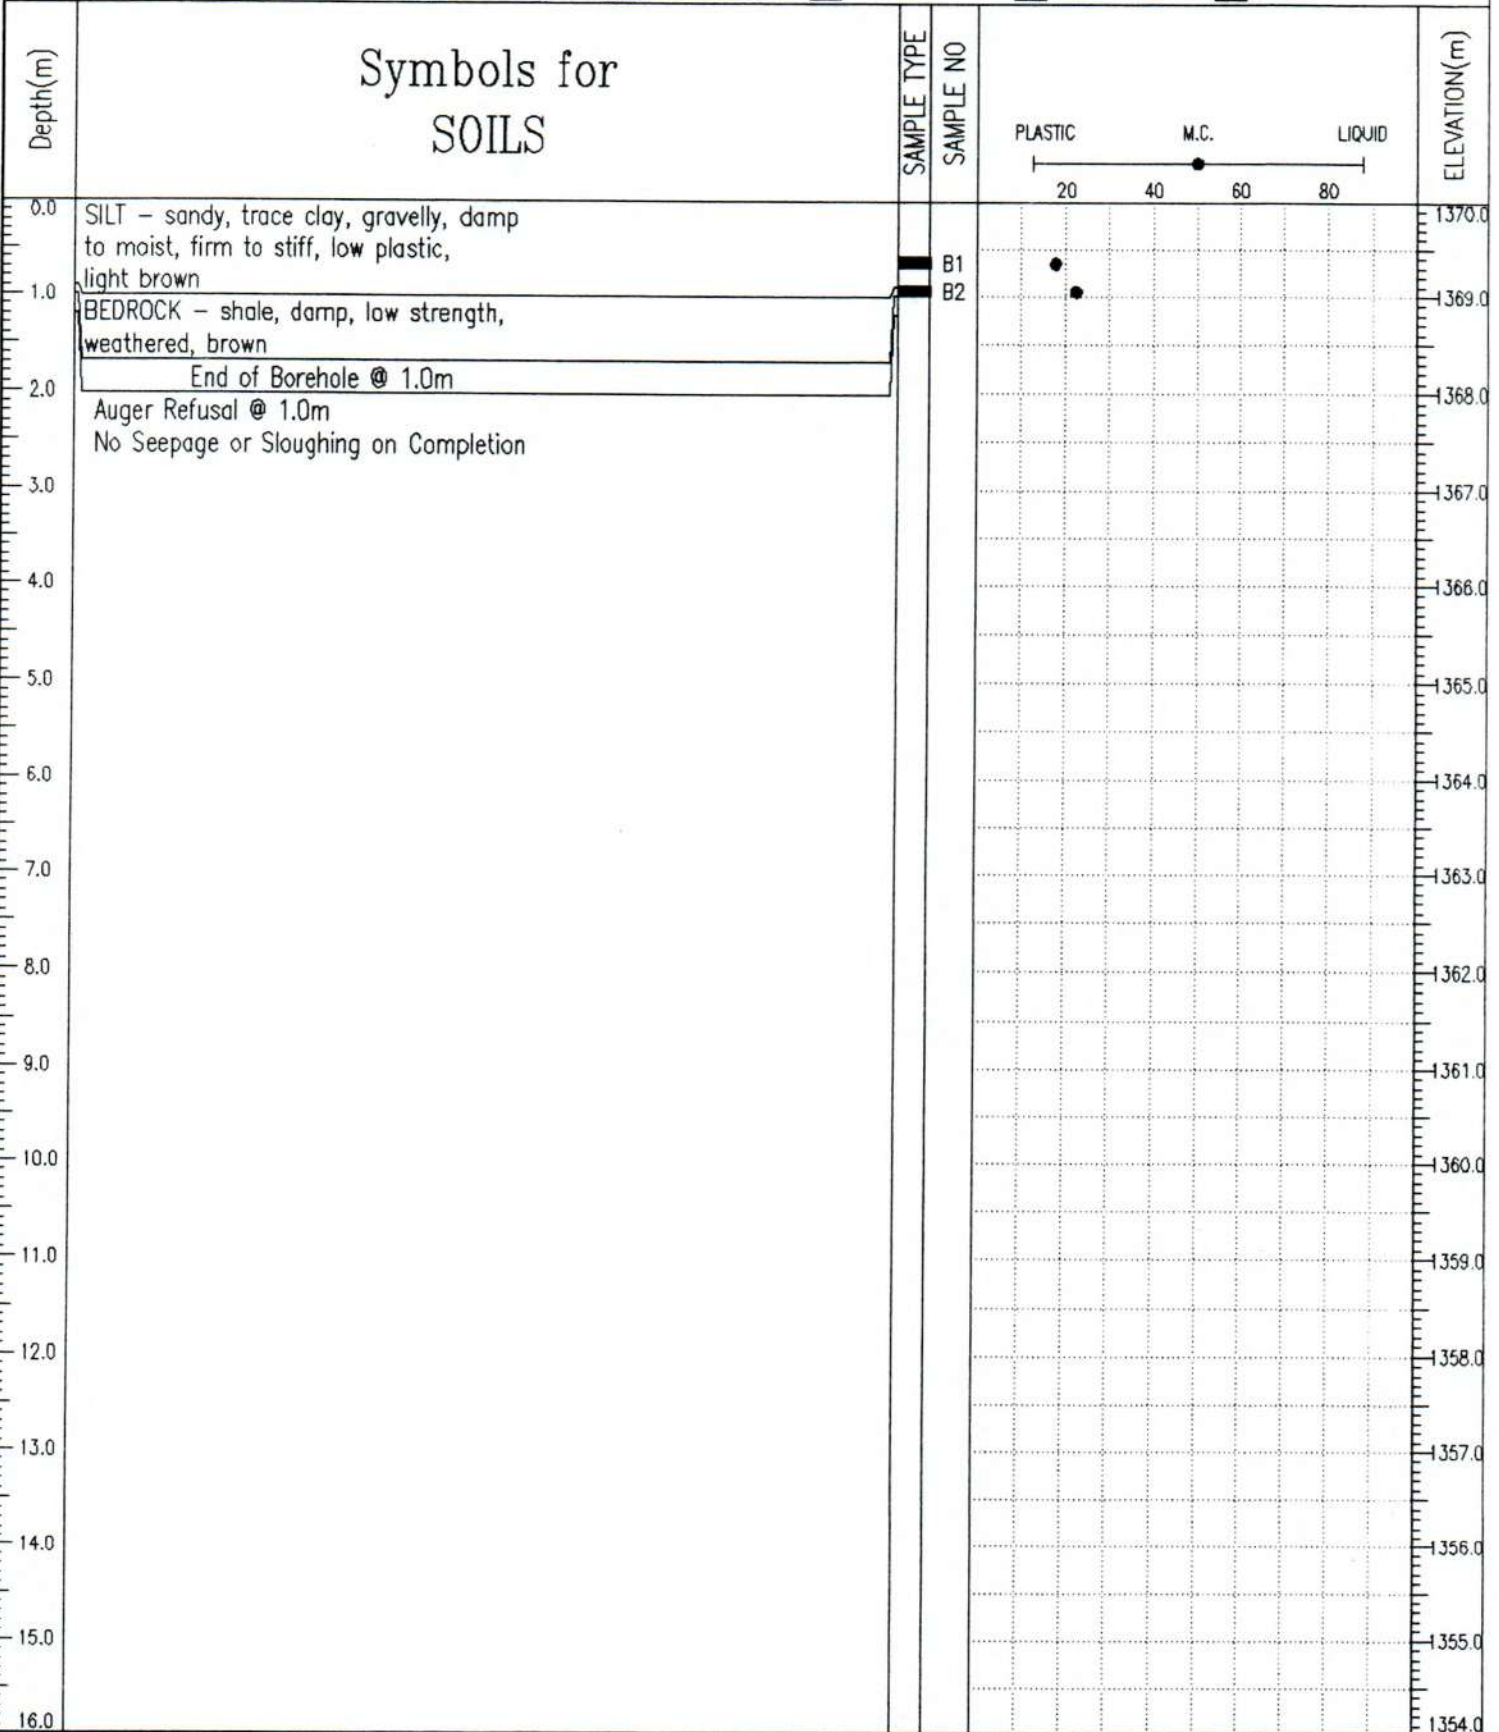 Depth(m)
Symbols for
SOILS
SAMPLE TYPE
SAMPLE NO
PLASTIC M.C. LIQUID
20 40 60 80
ELEVATION(m)
0.0
SILT – sandy, trace clay, gravelly, damp
to moist, firm to stiff, low plastic,
light brown
1.0
BEDROCK – shale, damp, low strength,
weathered, brown
End of Borehole @ 1.0m
2.0
Auger Refusal @ 1.0m
No Seepage or Sloughing on Completion
3.0
4.0
5.0
6.0
7.0
8.0
9.0
10.0
11.0
12.0
13.0
14.0
15.0
16.0
B1
B2
1370.0
1369.0
1368.0
1367.0
1366.0
1365.0
1364.0
1363.0
1362.0
1361.0
1360.0
1359.0
1358.0
1357.0
1356.0
1355.0
1354.0